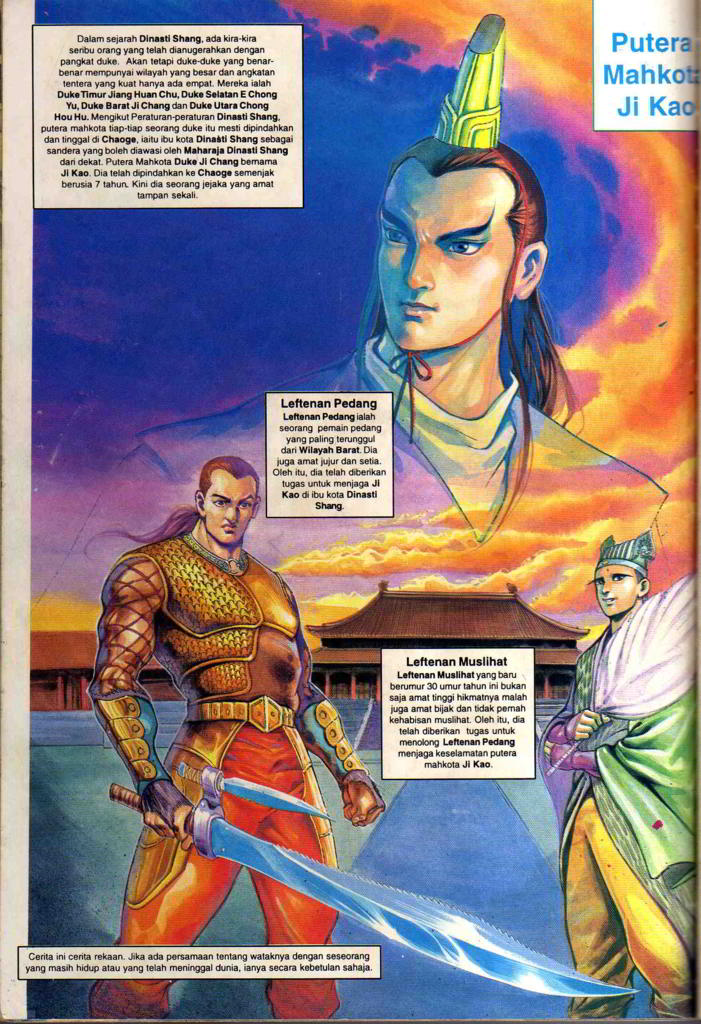 Dalam sejarah Dinasti Shang, ada kira-kira
seribu orang yang telah dianugerahkan dengan
pangkat duke. Akan tetapi duke-duke yang benar-
benar mempunyai wilayah yang besar dan angkatan
tentera yang kuat hanya ada empat. Mereka ialah
Duke Timur Jiang Huan Chu, Duke Selatan E Chong
Yu, Duke Barat Ji Chang dan Duke Utara Chong
Hou Hu. Mengikut Peraturan-peraturan Dinasti Shang,
putera mahkota tiap-tiap seorang duke itu mesti dipindahkan
dan tinggal di Chaoge, iaitu ibu kota Dinasti Shang sebagai
sandera yang boleh diawasi oleh Maharaja Dinasti Shang
dari dekat. Putera Mahkota Duke Ji Chang bernama
Ji Kao. Dia telah dipindahkan ke Chaoge semenjak
berusia 7 tahun. Kini dia seorang jejaka yang amat
tampan sekali.
Putera
Mahkota
Ji Kao
Leftenan Pedang
Leftenan Pedang ialah
seorang pemain pedang
yang paling terunggul
dari Wilayah Barat. Dia
juga amat jujur dan setia.
Oleh itu, dia telah diberikan
tugas untuk menjaga Ji
Kao di ibu kota Dinasti
Shang.
Leftenan Muslihat
Leftenan Muslihat yang baru
berumur 30 umur tahun ini bukan
saja amat tinggi hikmatnya malah
juga amat bijak dan tidak pernah
kehabisan muslihat. Oleh itu, dia
telah diberikan tugas untuk
menolong Leftenan Pedang
menjaga keselamatan putera
mahkota Ji Kao.
Cerita ini cerita rekaan. Jika ada persamaan tentang wataknya dengan seseorang
yang masih hidup atau yang telah meninggal dunia, ianya secara kebetulan sahaja.